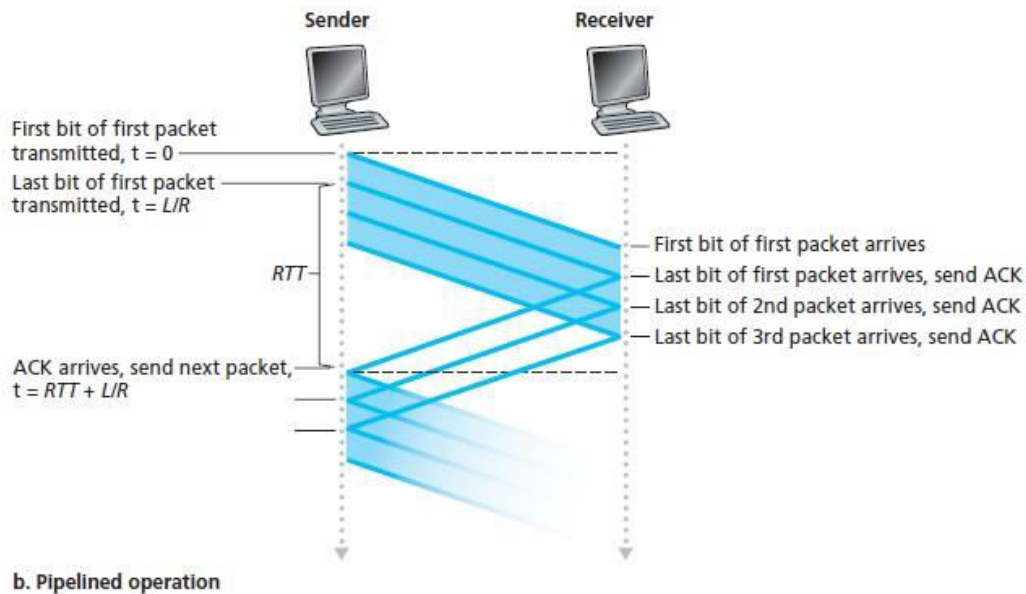 Sender
Receiver
First bit of first packet
transmitted, t = 0
Last bit of first packet
transmitted, t = L/R
RTT
First bit of first packet arrives
Last bit of first packet arrives, send ACK
Last bit of 2nd packet arrives, send ACK
Last bit of 3rd packet arrives, send ACK
ACK arrives, send next packet,
t = RTT + L/R
b. Pipelined operation